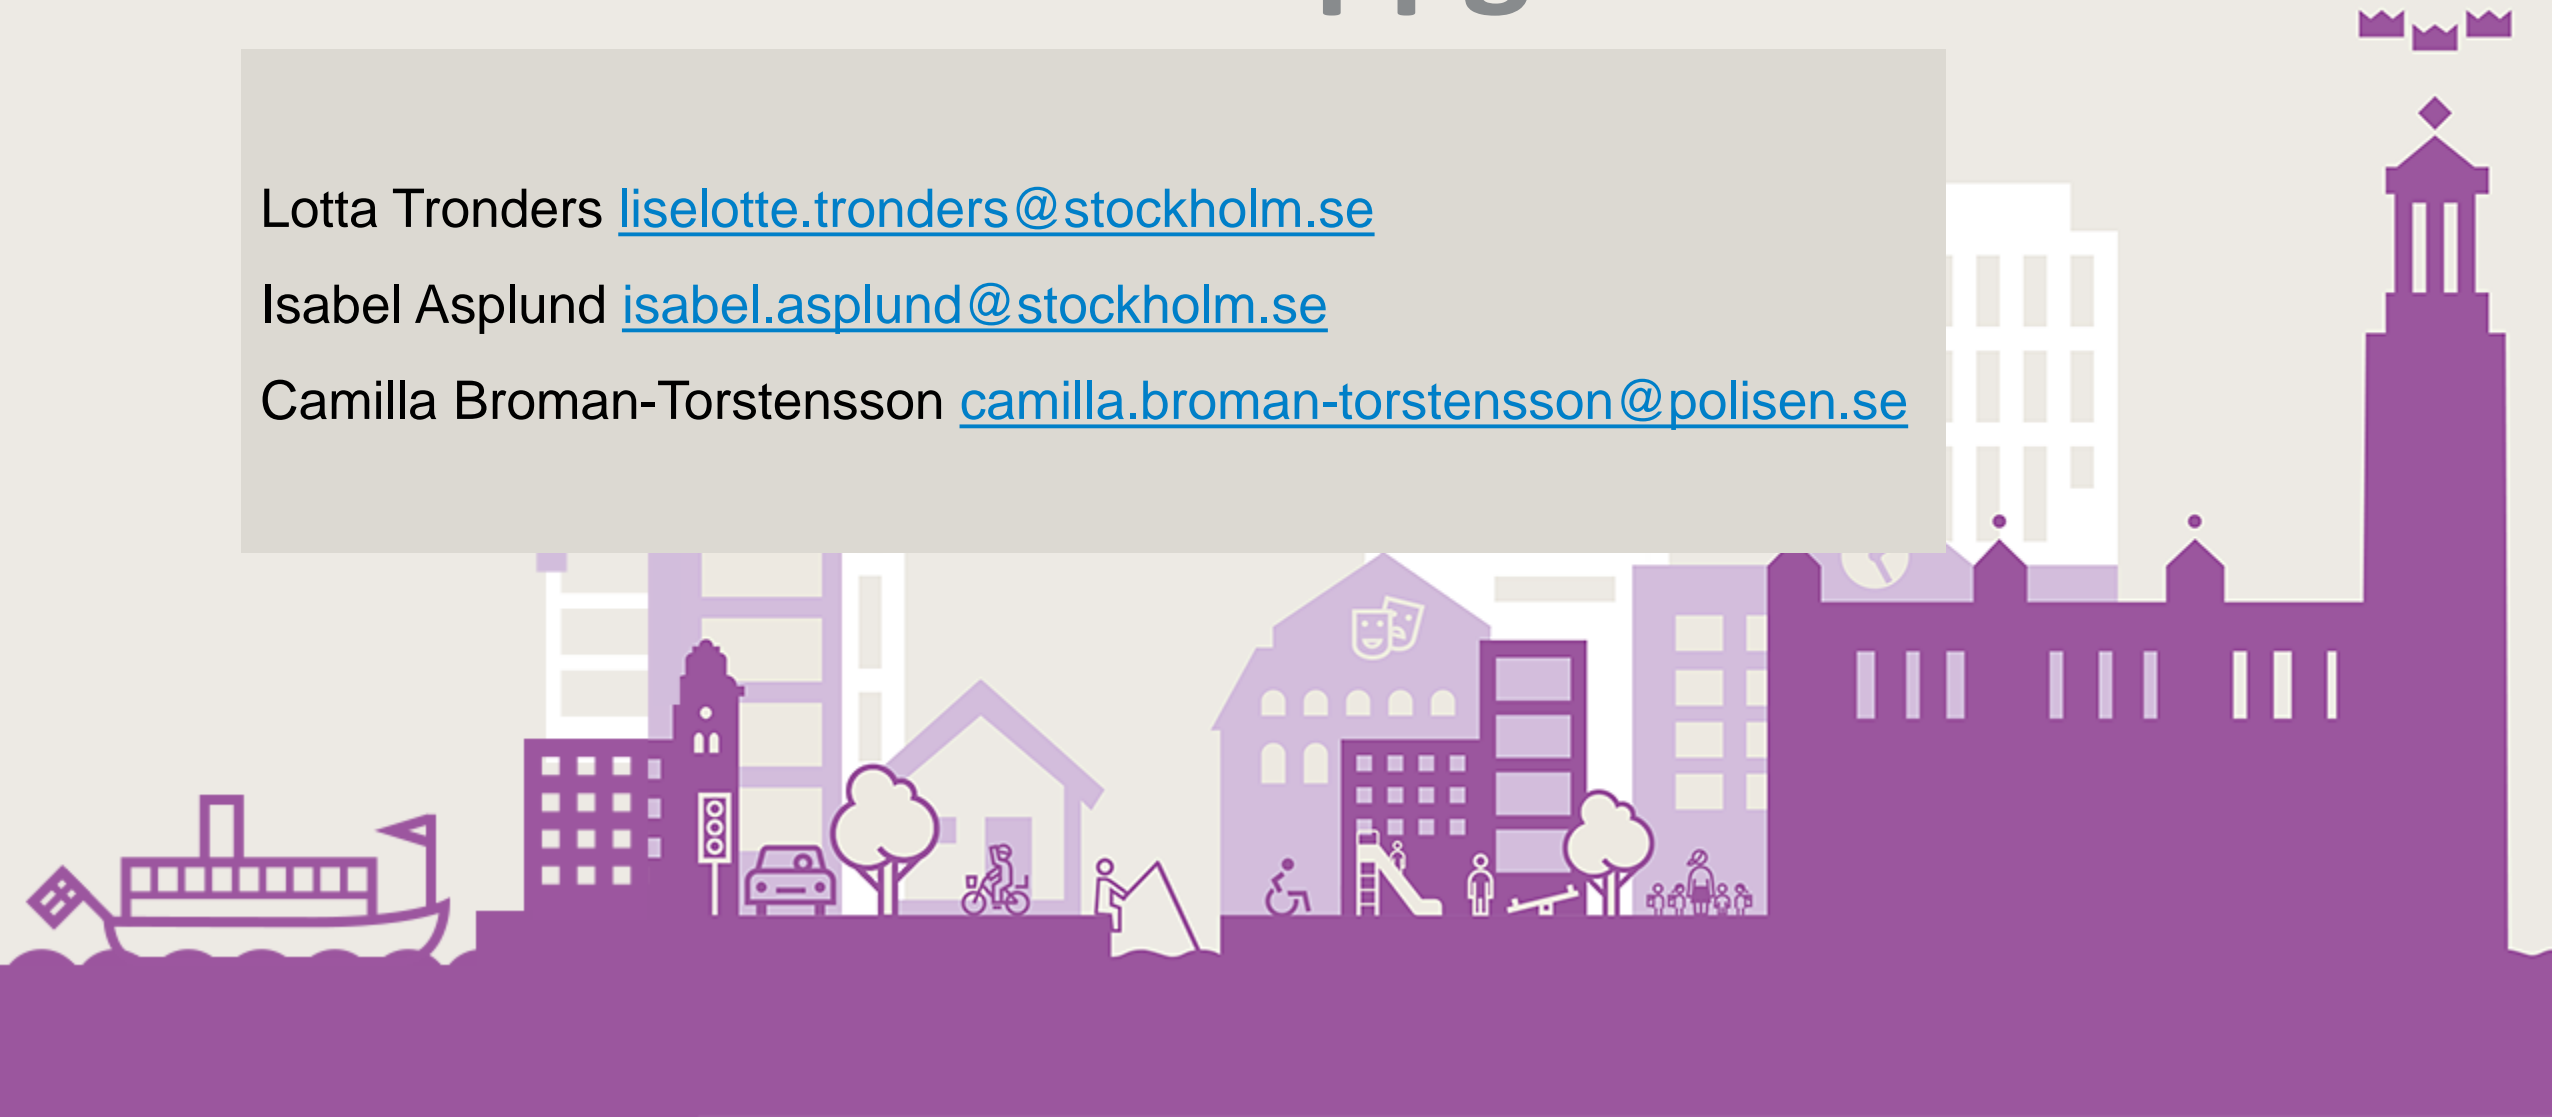 Lotta Tronders liselotte.tronders@stockholm.se
Isabel Asplund isabel.asplund@stockholm.se
Camilla Broman-Torstensson camilla.broman-torstensson@polisen.se